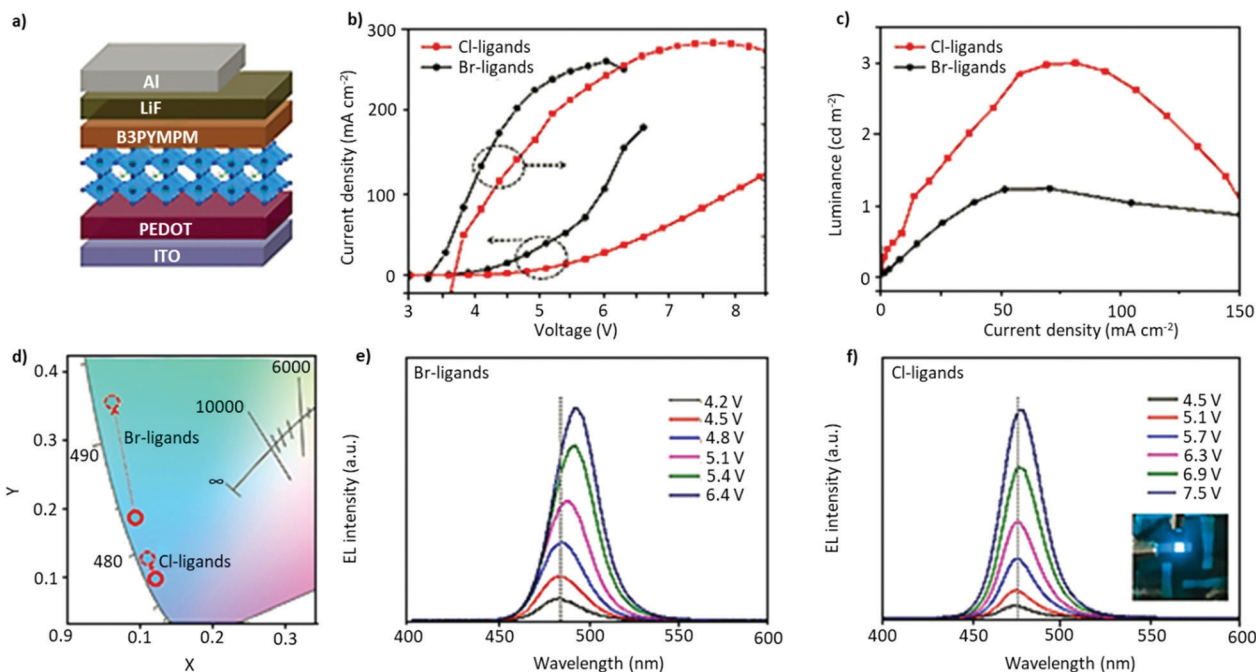 a)
Al
LiF
B3PYMPM
PEDOT
ITO
b)
Current density (mA cm-2)
300
200
100
0
Cl-ligands
Br-ligands
3 4 5 6 7 8
Voltage (V)
c)
Luminance (cd m-2)
3
2
1
0
Cl-ligands
Br-ligands
0 50 100 150
Current density (mA cm-2)
d)
Y
0.4
0.3
0.2
0.1
6000
10000
∞
Br-ligands
490
480
Cl-ligands
0.9 0.1 0.2 0.3
X
e)
EL intensity (a.u.)
Br-ligands
4.2 V
4.5 V
4.8 V
5.1 V
5.4 V
6.4 V
400 450 500 550 600
Wavelength (nm)
f)
EL intensity (a.u.)
Cl-ligands
4.5 V
5.1 V
5.7 V
6.3 V
6.9 V
7.5 V
400 450 500 550 600
Wavelength (nm)